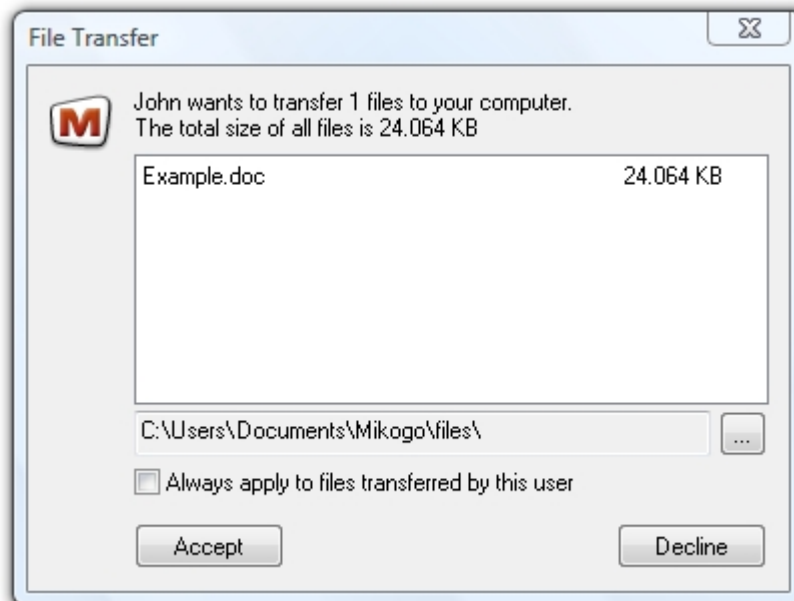 File Transfer
M
John wants to transfer 1 files to your computer.
The total size of all files is 24.064 KB
Example.doc 24.064 KB
C:\Users\Documents\Mikogo\files\
...
Always apply to files transferred by this user
Accept Decline